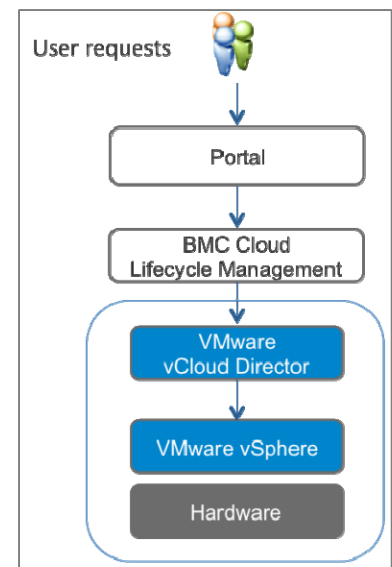 User requests
Portal
BMC Cloud
Lifecycle Management
VMware
vCloud Director
VMware vSphere
Hardware